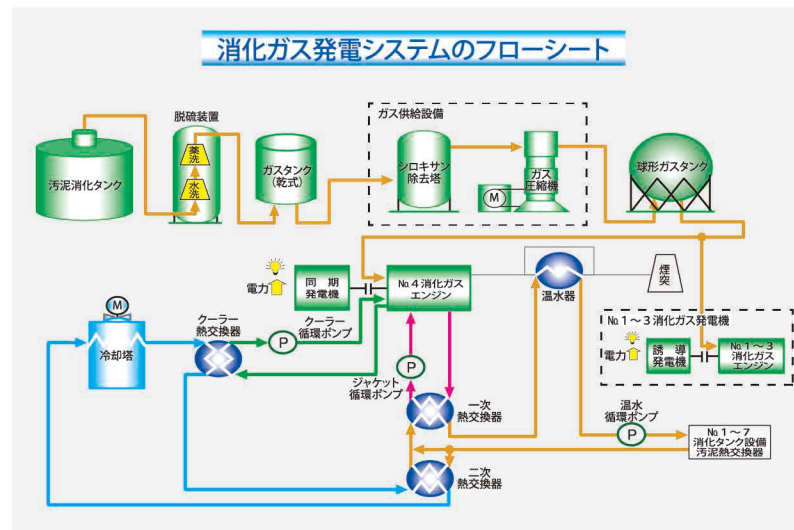 消化ガス発電システムのフローシート
脱硫装置
ガス供給設備
汚泥消化タンク
薬洗
水洗
ガスタンク
(乾式)
シロキサン
除去塔
ガス
圧縮機
M
球形ガスタンク
電力
同期
発電機
No.4消化ガス
エンジン
温水器
煙突
M
冷却塔
クーラー
熱交換器
P
クーラー
循環ポンプ
P
ジャケット
循環ポンプ
No.1～3消化ガス発電機
電力
誘導
発電機
No.1～3
消化ガス
エンジン
一次
熱交換器
温水
循環ポンプ
P
No.1～7
消化タンク設備
汚泥熱交換器
二次
熱交換器